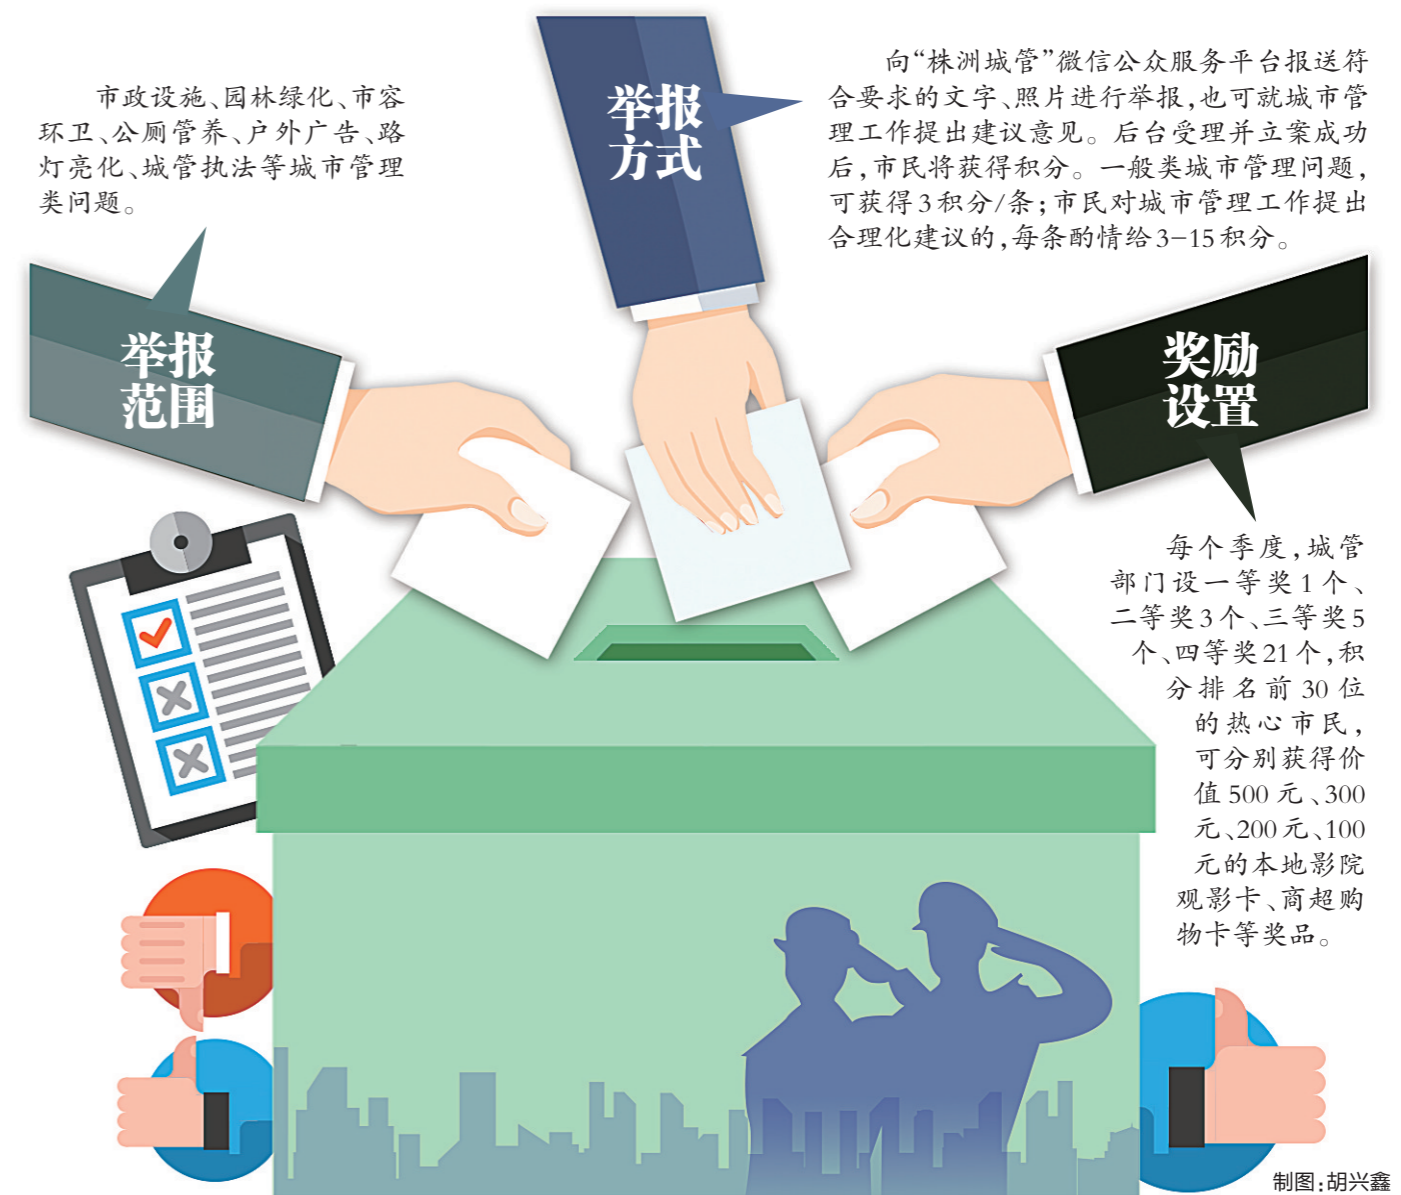 市政设施、园林绿化、市容
环卫、公厕管养、户外广告、路
灯亮化、城管执法等城市管理
类问题。
举报
范围
举报
方式
向“株洲城管”微信公众服务平台报送符
合要求的文字、照片进行举报，也可就城市管
理工作提出建议意见。后台受理并立案成功
后，市民将获得积分。一般类城市管理问题，
可获得3积分/条；市民对城市管理工作提出
合理化建议的，每条酌情给3-15积分。
奖励
设置
每个季度，城管
部门设一等奖1个、
二等奖3个、三等奖5
个、四等奖21个，积
分排名前30位
的热心市民，
可分别获得价
值500元、300
元、200元、100
元的本地影院
观影卡、商超购
物卡等奖品。
制图：胡兴鑫